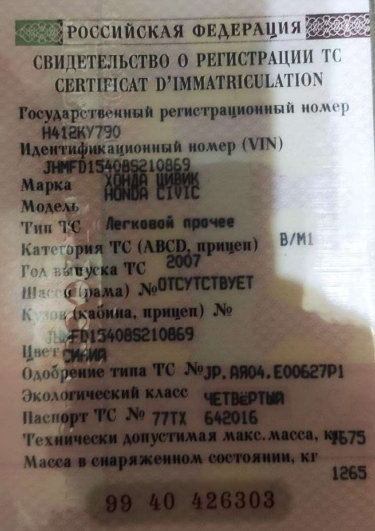 РОССИЙСКАЯ ФЕДЕРАЦИЯ
СВИДЕТЕЛЬСТВО О РЕГИСТРАЦИИ ТС
CERTIFICAT D'IMMATRICULATION
Государственный регистрационный номер
Н412КУ790
Идентификационный номер (VIN)
JHMFD15408S210869
Марка ХОНДА ЦИВИК
Модель HONDA CIVIC
Тип ТС Легковой прочее
Категория ТС (ABCD, прицеп) B/M1
Год выпуска ТС 2007
Шасси (рама) № ОТСУТСТВУЕТ
Кузов (кабина, прицеп) №
JHMFD15408S210869
Цвет СИНИЙ
Одобрение типа ТС № JP.АЯ04.E00627P1
Экологический класс ЧЕТВЁРТЫЙ
Паспорт ТС № 77ТХ 642016
Технически допустимая макс. масса, кг 1675
Масса в снаряженном состоянии, кг
1265
99 40 426303